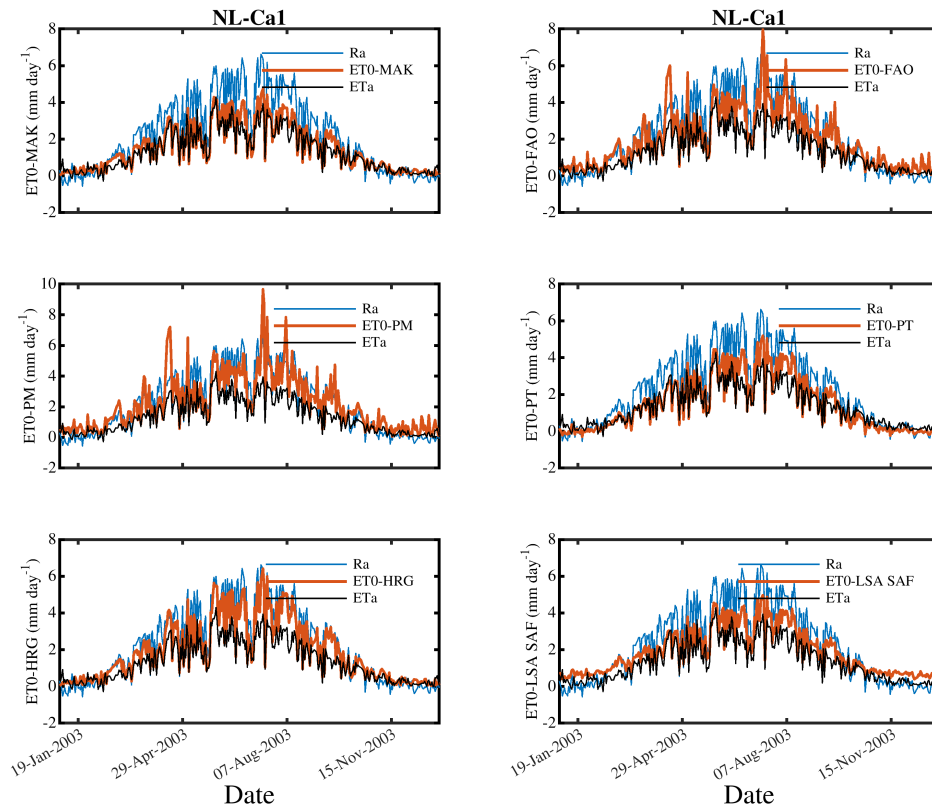 NL-Ca1
8
6
4
2
0
-2
ET0-MAK (mm day-1)
Ra
ET0-MAK
ETa
NL-Ca1
8
6
4
2
0
-2
ET0-FAO (mm day-1)
Ra
ET0-FAO
ETa
10
8
6
4
2
0
-2
ET0-PM (mm day-1)
Ra
ET0-PM
ETa
8
6
4
2
0
-2
ET0-PT (mm day-1)
Ra
ET0-PT
ETa
8
6
4
2
0
-2
ET0-HRG (mm day-1)
Ra
ET0-HRG
ETa
19-Jan-2003
29-Apr-2003
07-Aug-2003
15-Nov-2003
Date
8
6
4
2
0
-2
ET0-LSA SAF (mm day-1)
Ra
ET0-LSA SAF
ETa
19-Jan-2003
29-Apr-2003
07-Aug-2003
15-Nov-2003
Date